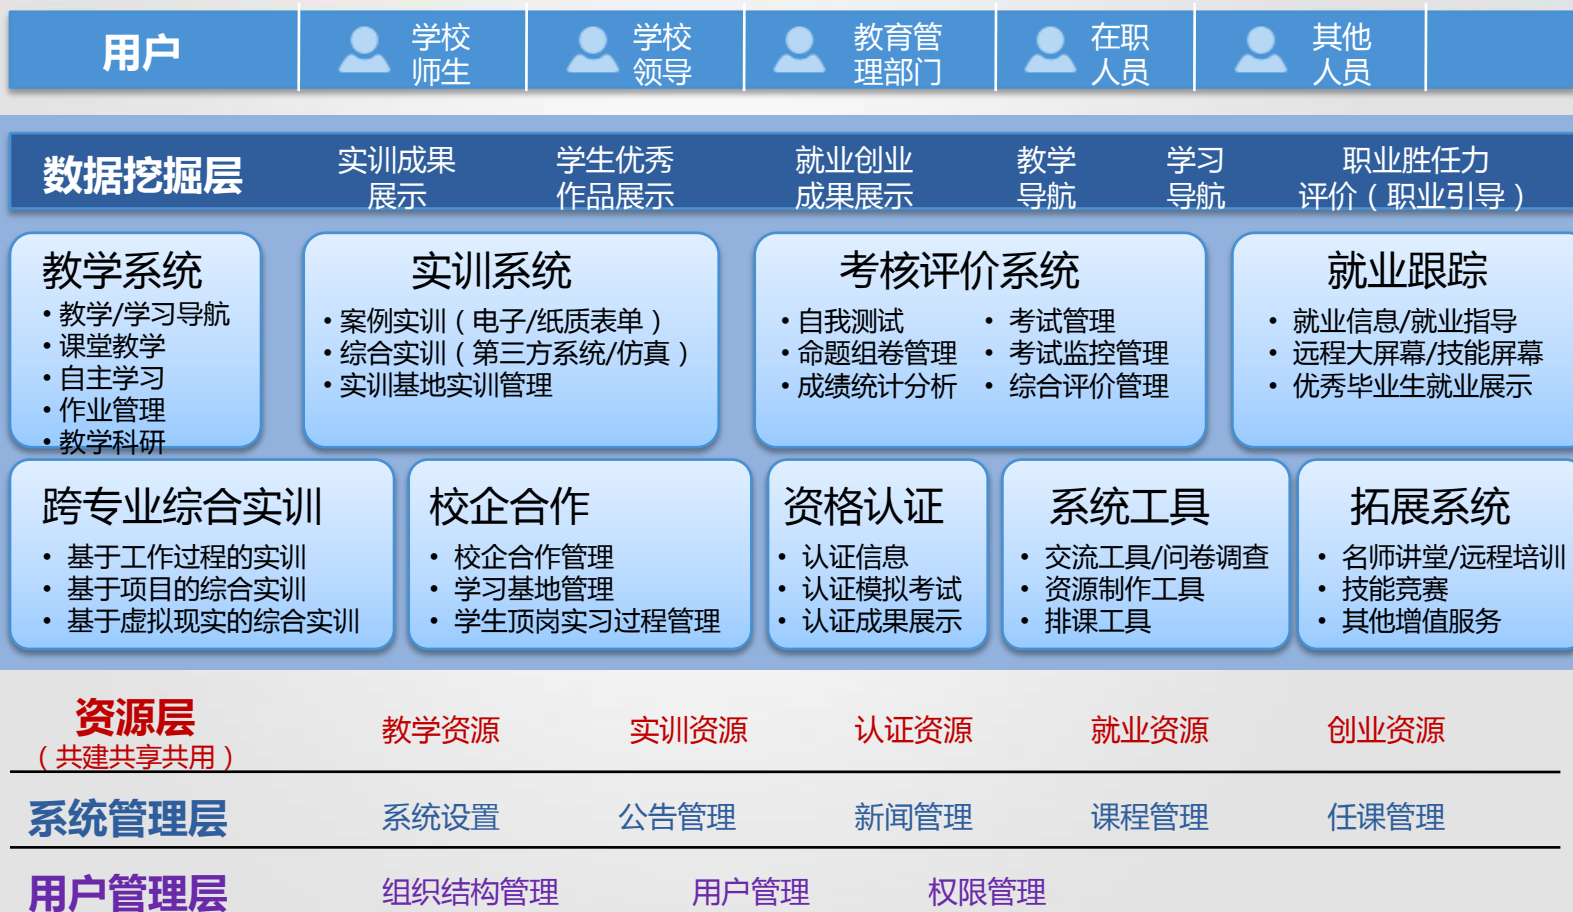 用户
学校
师生
学校
领导
教育管
理部门
在职
人员
其他
人员
数据挖掘层
实训成果
展示
学生优秀
作品展示
就业创业
成果展示
教学
导航
学习
导航
职业胜任力
评价（职业引导）
教学系统
• 教学/学习导航
• 课堂教学
• 自主学习
• 作业管理
• 教学科研
实训系统
• 案例实训（电子/纸质表单）
• 综合实训（第三方系统/仿真）
• 实训基地实训管理
考核评价系统
• 自我测试
• 命题组卷管理
• 成绩统计分析
• 考试管理
• 考试监控管理
• 综合评价管理
就业跟踪
• 就业信息/就业指导
• 远程大屏幕/技能屏幕
• 优秀毕业生就业展示
跨专业综合实训
• 基于工作过程的实训
• 基于项目的综合实训
• 基于虚拟现实的综合实训
校企合作
• 校企合作管理
• 学习基地管理
• 学生顶岗实习过程管理
资格认证
• 认证信息
• 认证模拟考试
• 认证成果展示
系统工具
• 交流工具/问卷调查
• 资源制作工具
• 排课工具
拓展系统
• 名师讲堂/远程培训
• 技能竞赛
• 其他增值服务
资源层
（共建共享共用）
教学资源 实训资源 认证资源 就业资源 创业资源
系统管理层 系统设置 公告管理 新闻管理 课程管理 任课管理
用户管理层 组织结构管理 用户管理 权限管理